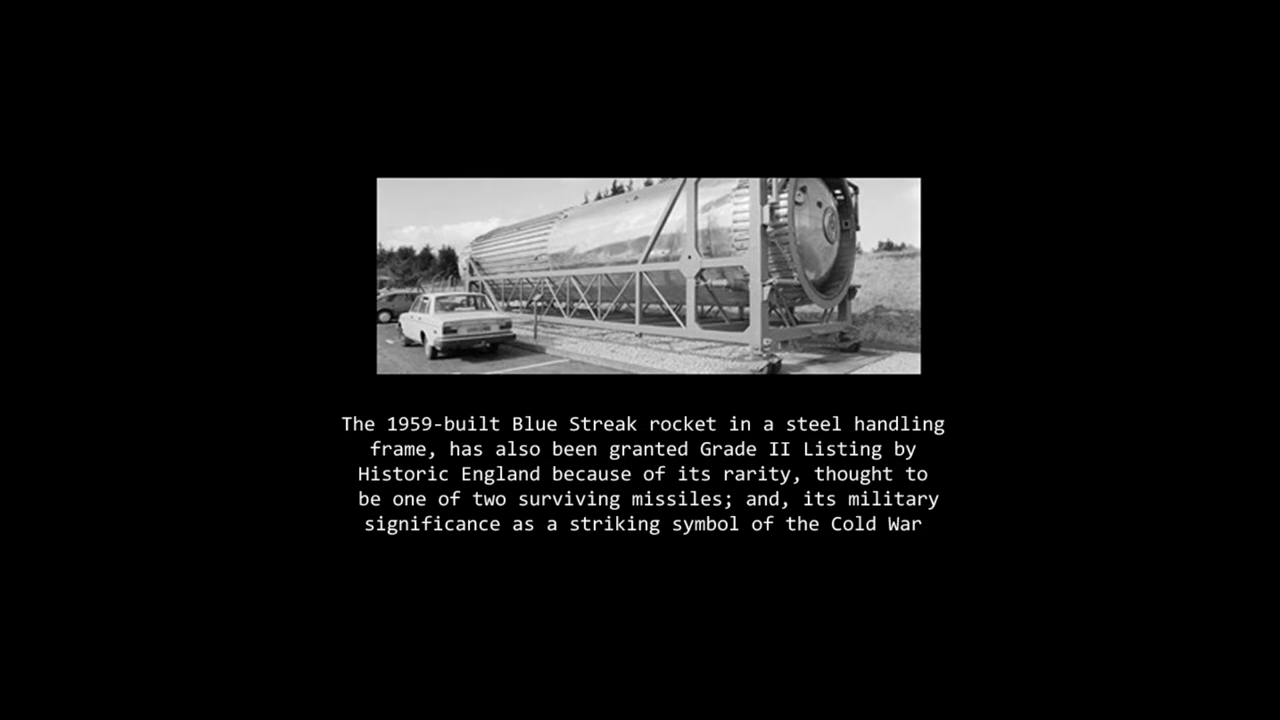 The 1959-built Blue Streak rocket in a steel handling
frame, has also been granted Grade II Listing by
Historic England because of its rarity, thought to
be one of two surviving missiles; and, its military
significance as a striking symbol of the Cold War